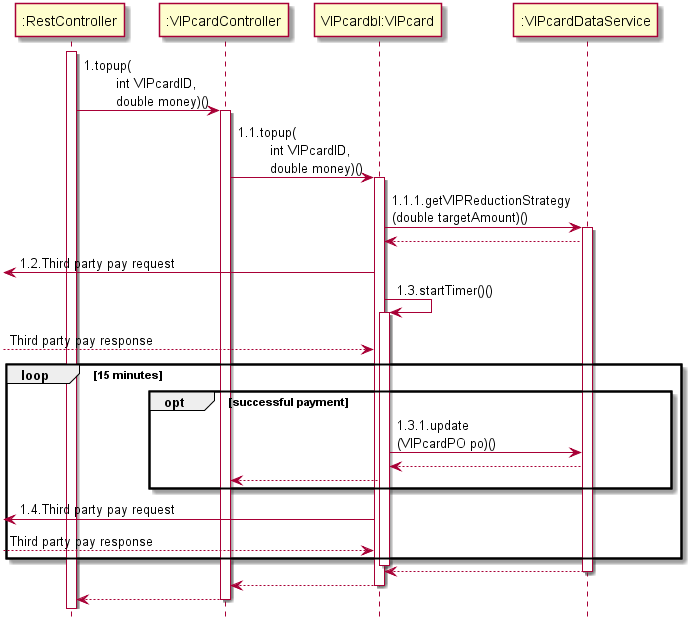 :RestController
:VIPcardController
VIPcardbl:VIPcard
:VIPcardDataService
1.topup(
int VIPcardID,
double money)()
1.1.topup(
int VIPcardID,
double money)()
1.1.1.getVIPReductionStrategy
(double targetAmount)()
1.2.Third party pay request
1.3.startTimer()()
Third party pay response
loop
[15 minutes]
opt
[successful payment]
1.3.1.update
(VIPcardPO po)()
1.4.Third party pay request
Third party pay response